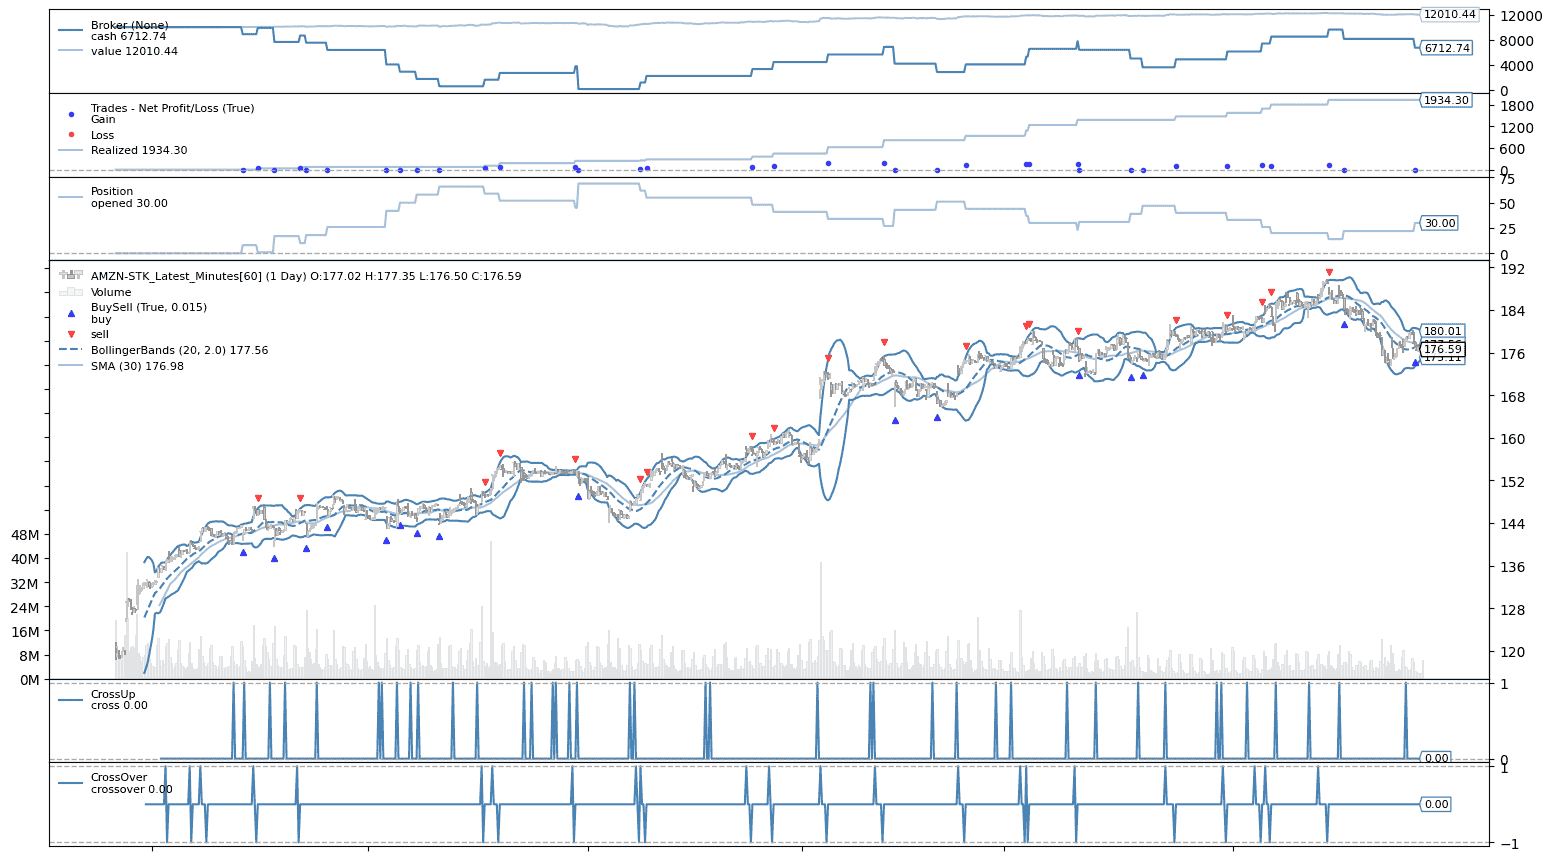 Broker (None)
cash 6712.74
value 12010.44
12010.44
12000
8000
6712.74
4000
0
Trades - Net Profit/Loss (True)
Gain
Loss
Realized 1934.30
1934.30
1800
1200
600
0
Position
opened 30.00
75
50
30.00
25
0
AMZN-STK_Latest_Minutes[60] (1 Day) O:177.02 H:177.35 L:176.50 C:176.59
Volume
BuySell (True, 0.015)
buy
sell
BollingerBands (20, 2.0) 177.56
SMA (30) 176.98
192
184
180.01
176.59
176
168
160
152
144
136
128
120
48M
40M
32M
24M
16M
8M
0M
CrossUp
cross 0.00
1
0.00
0
CrossOver
crossover 0.00
1
0.00
−1